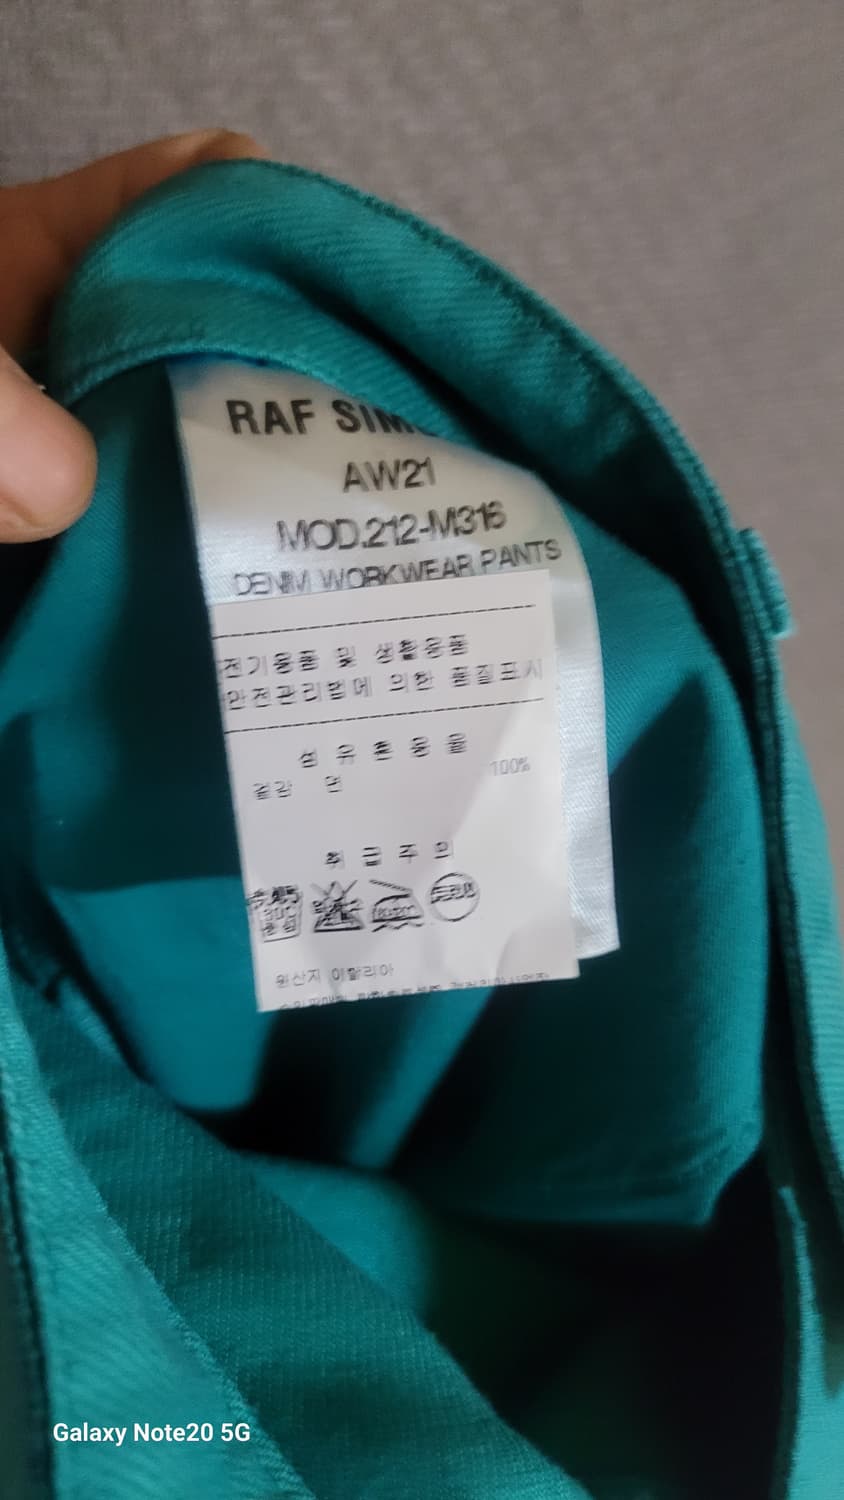 RAF SIM
AW21
MOD.212-M316
DENIM WORKWEAR PANTS
전기용품 및 생활용품
안전관리법에 의한 품질표시
섬 유 혼 용 율
겉감 면 100%
취 급 주 의
30℃
원산지 이탈리아
Galaxy Note20 5G